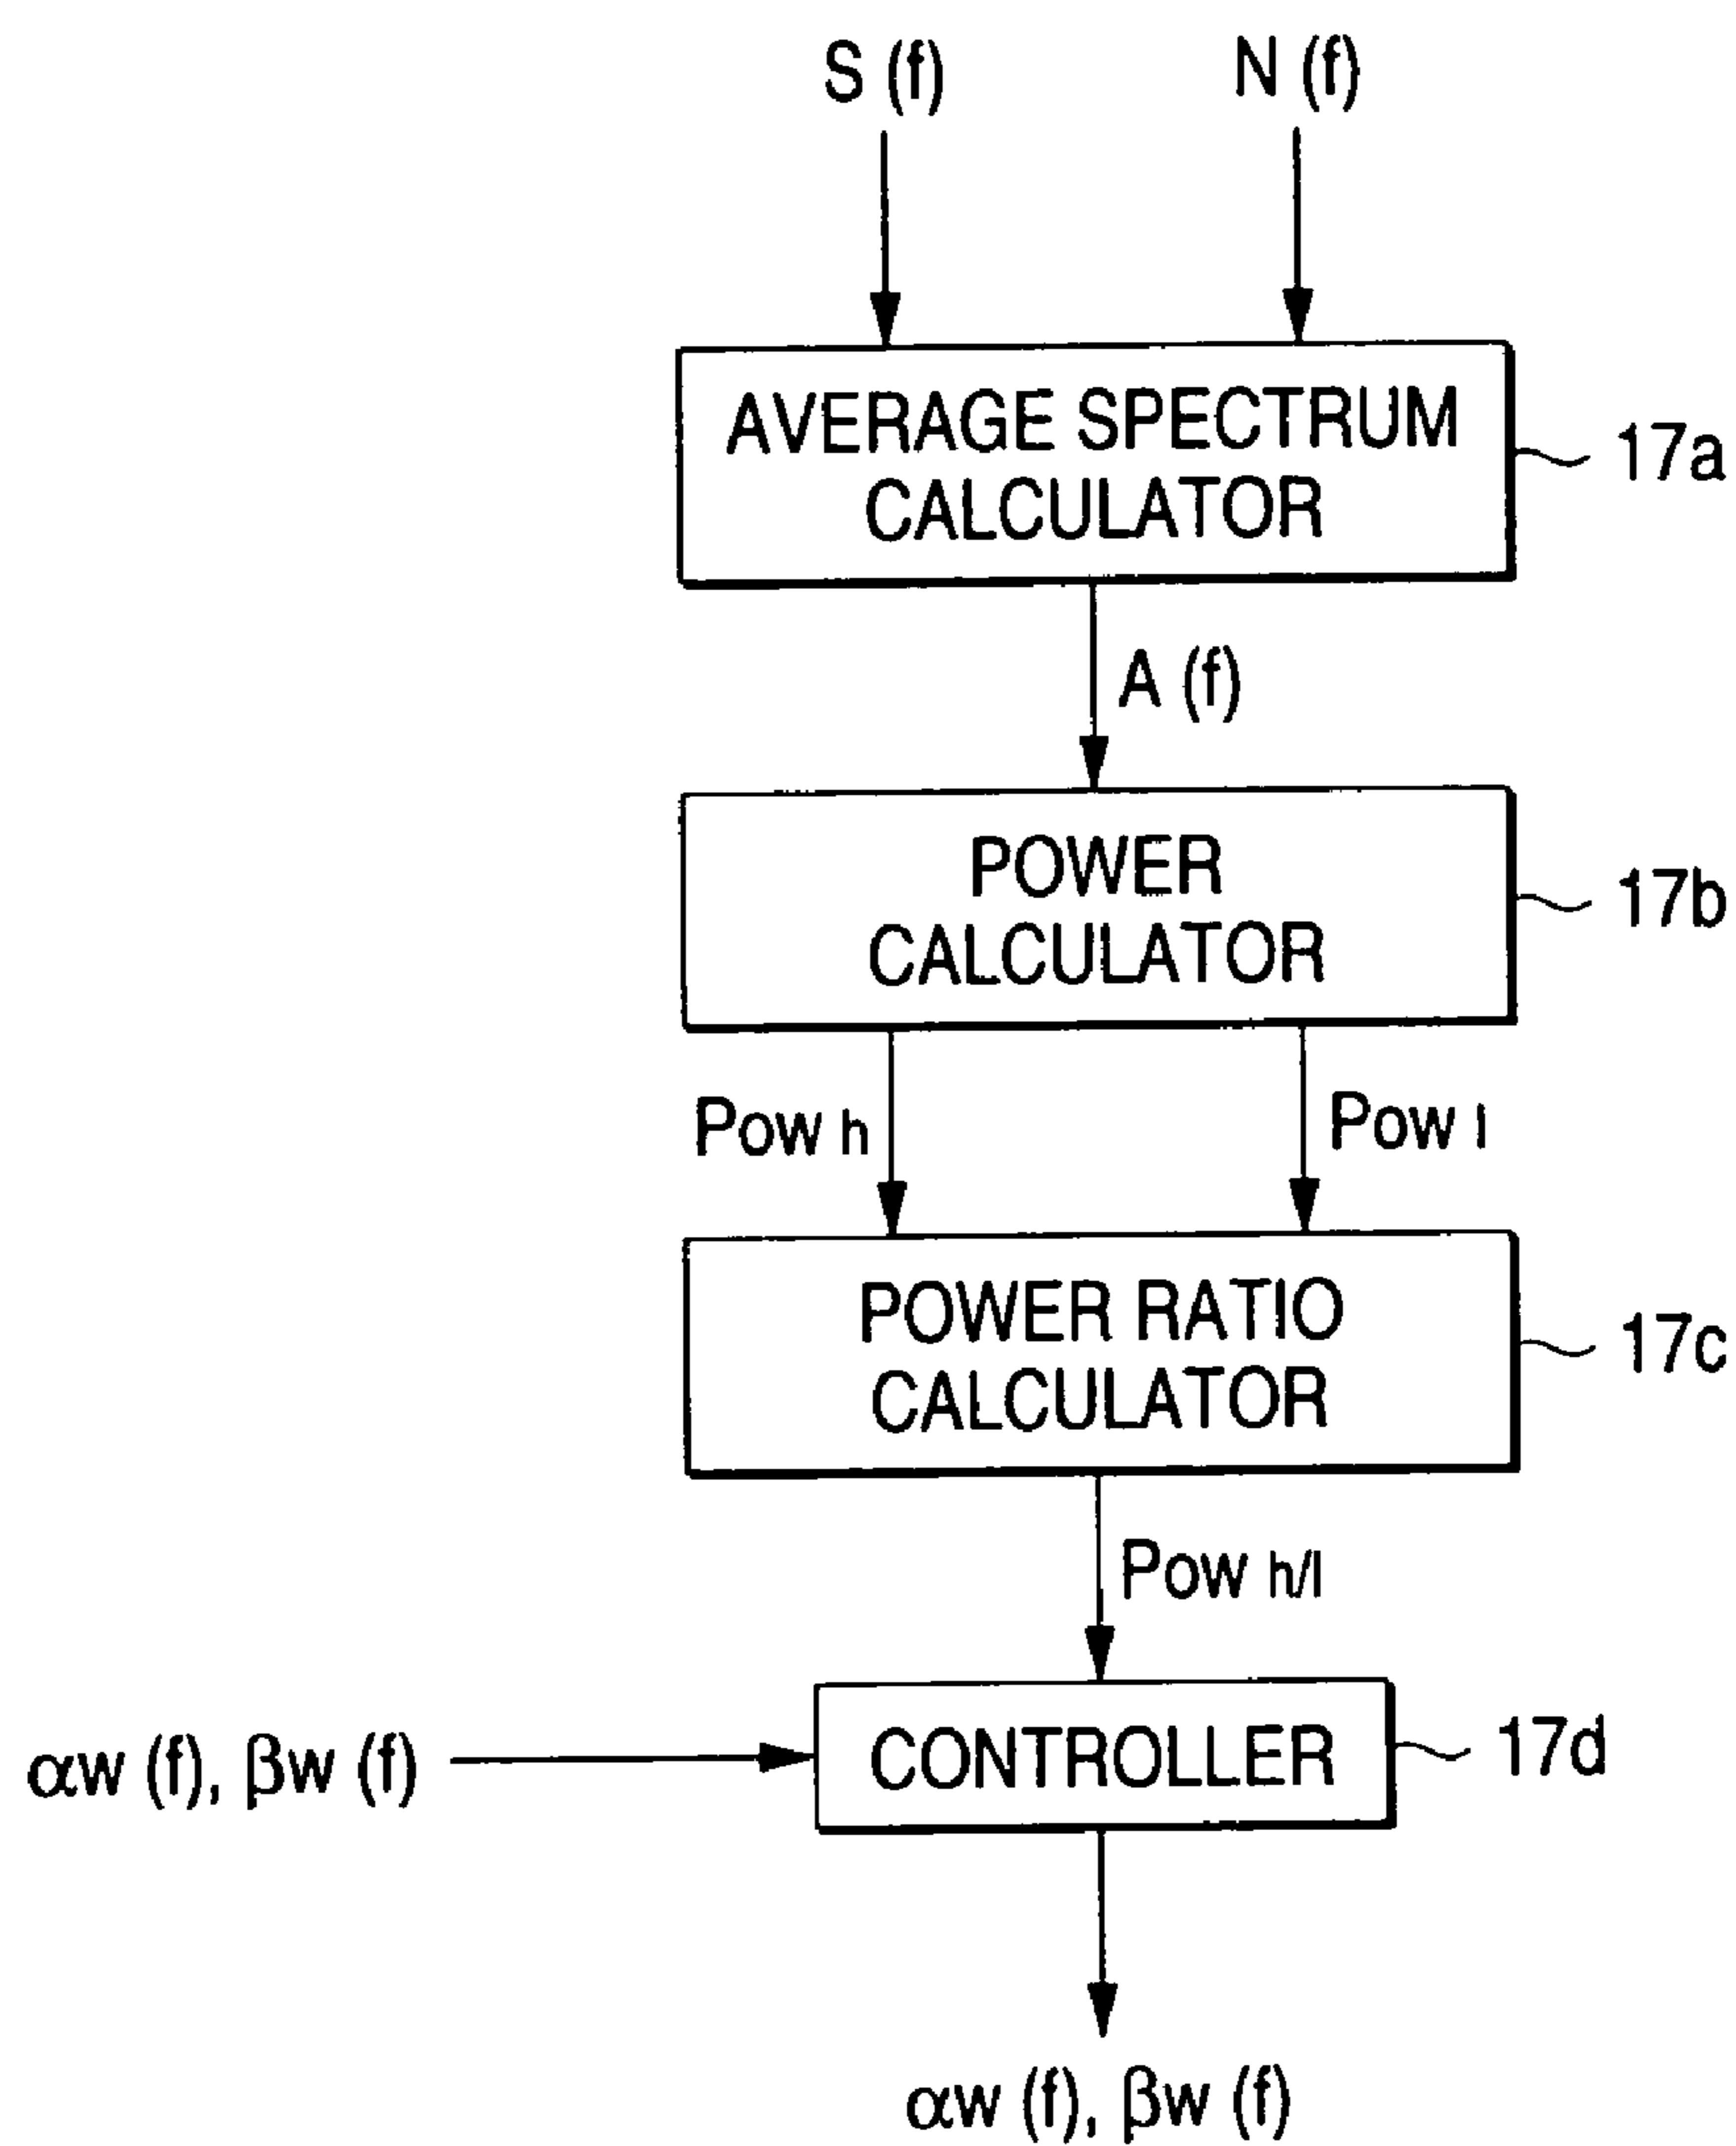 S (f) N (f)
AVERAGE SPECTRUM
CALCULATOR
17a
A (f)
POWER
CALCULATOR
17b
Pow h Pow l
POWER RATIO
CALCULATOR
17c
Pow h/l
αw (f), βw (f)
CONTROLLER
17d
αw (f), βw (f)